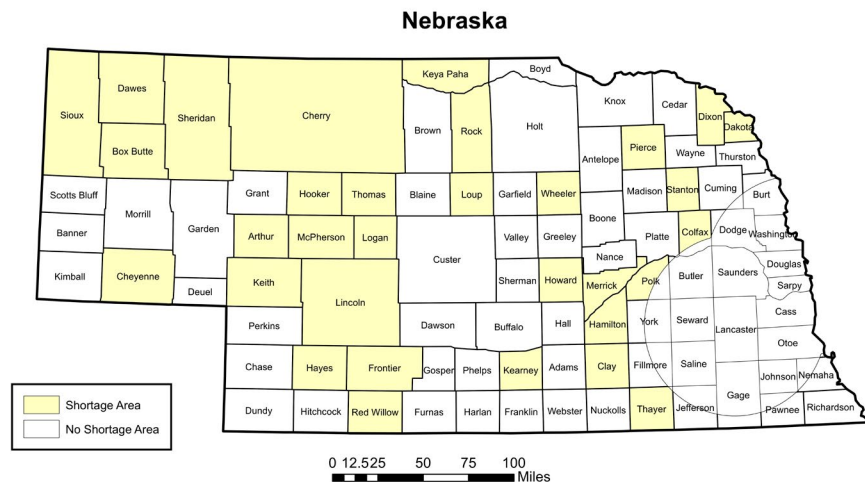 Nebraska
Keya Paha
Boyd
Dawes
Sioux
Sheridan
Cherry
Box Butte
Brown
Rock
Holt
Knox
Cedar
Dixon
Dakota
Antelope
Pierce
Wayne
Thurston
Scotts Bluff
Morrill
Garden
Grant
Hooker
Thomas
Blaine
Loup
Garfield
Wheeler
Madison
Stanton
Cuming
Burt
Banner
Arthur
McPherson
Logan
Custer
Valley
Greeley
Boone
Platte
Colfax
Dodge
Washington
Nance
Kimball
Cheyenne
Deuel
Keith
Lincoln
Sherman
Howard
Merrick
Polk
Butler
Saunders
Douglas
Sarpy
Perkins
Dawson
Buffalo
Hall
Hamilton
York
Seward
Lancaster
Cass
Otoe
Chase
Hayes
Frontier
Gosper
Phelps
Kearney
Adams
Clay
Fillmore
Saline
Johnson
Nemaha
Gage
Dundy
Hitchcock
Red Willow
Furnas
Harlan
Franklin
Webster
Nuckolls
Thayer
Jefferson
Pawnee
Richardson
Shortage Area
No Shortage Area
0 12.525 50 75 100
Miles